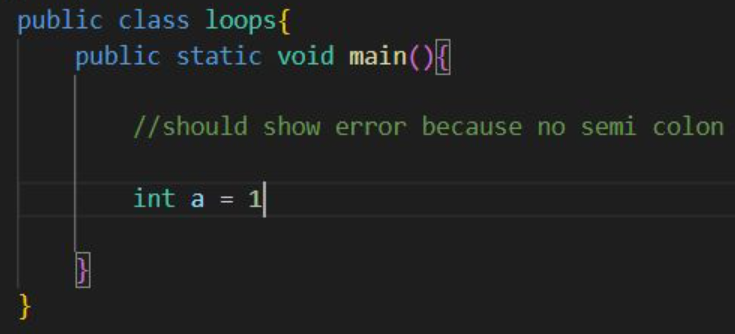 public class loops{
public static void main(){
//should show error because no semi colon
int a = 1
}
}